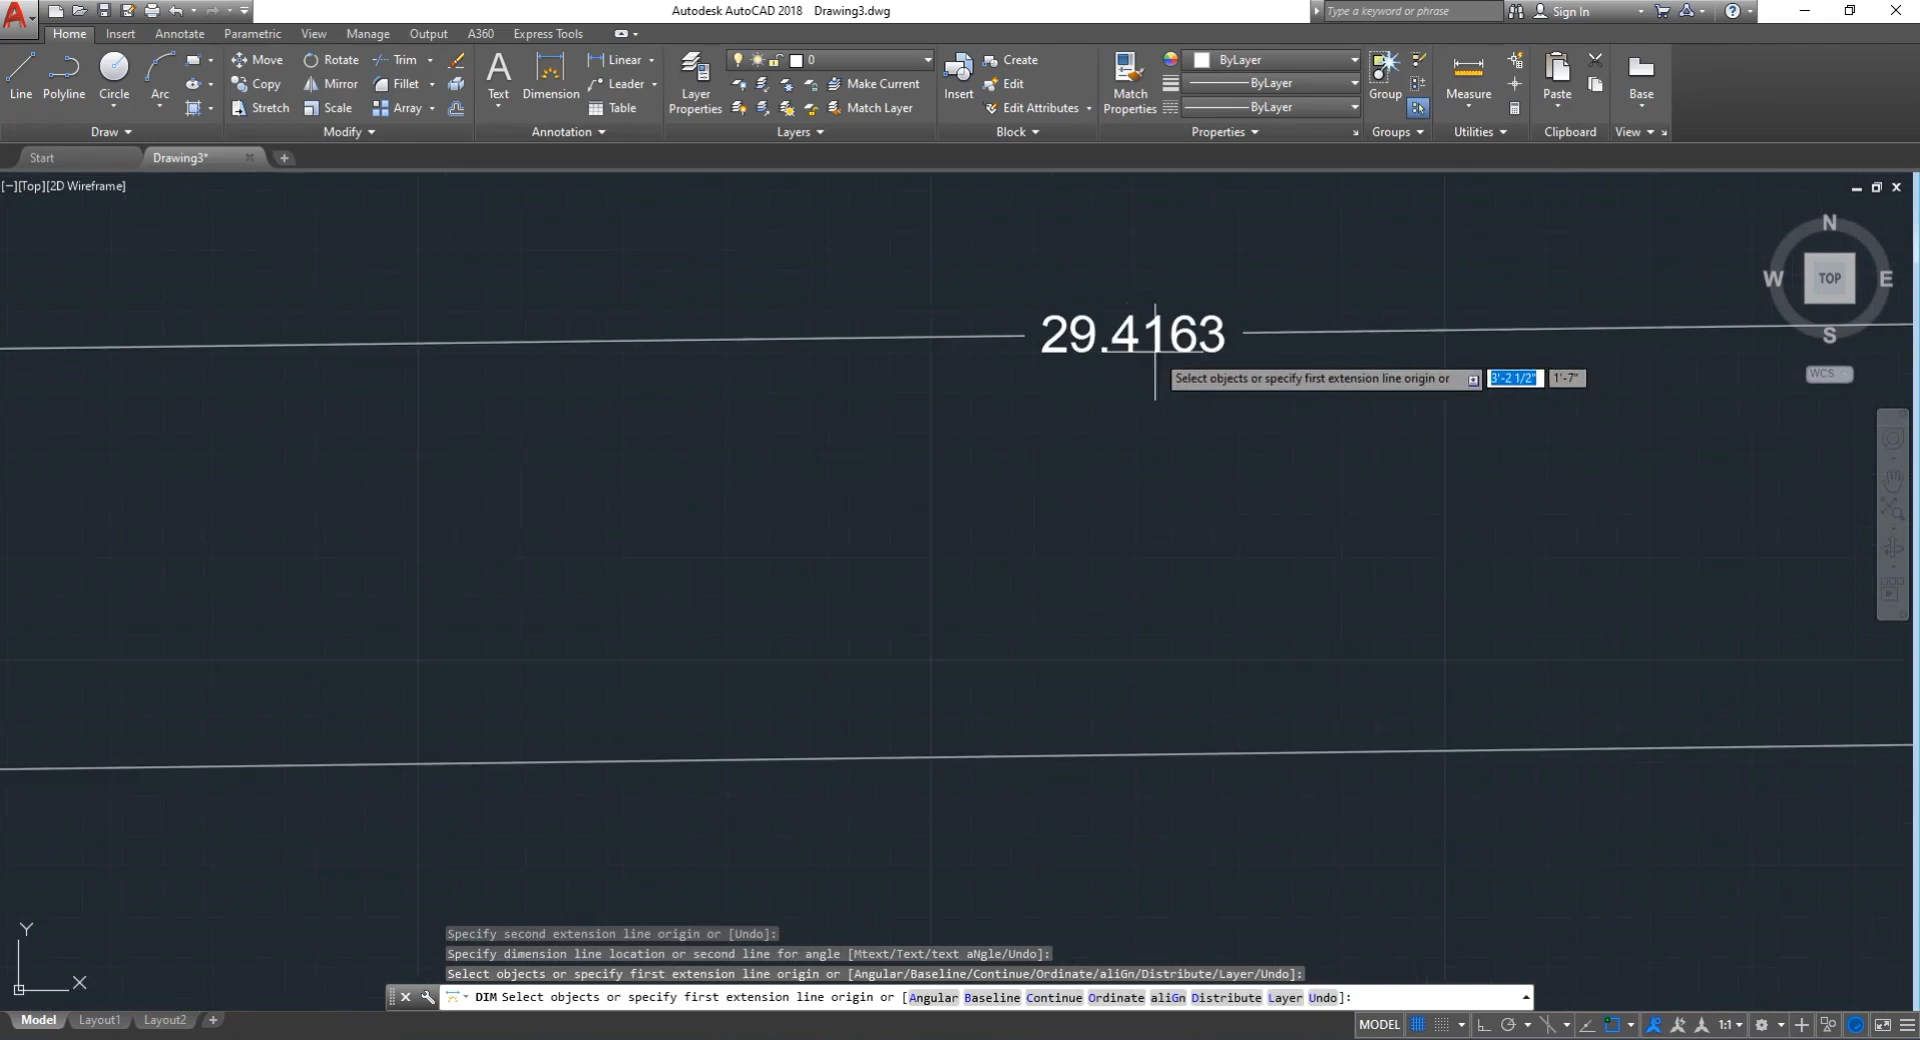 Autodesk AutoCAD 2018 Drawing3.dwg
Type a keyword or phrase
Sign In
Home Insert Annotate Parametric View Manage Output A360 Express Tools
Line Polyline Circle Arc
Move Rotate Trim
Copy Mirror Fillet
Stretch Scale Array
Text Dimension
Linear
Leader
Table
Layer Properties
0
Make Current
Match Layer
Insert
Create
Edit
Edit Attributes
Match Properties
ByLayer
ByLayer
ByLayer
Group
Measure
Paste
Base
Draw Modify Annotation Layers Block Properties Groups Utilities Clipboard View
Start Drawing3* +
[−][Top][2D Wireframe]
N
W TOP E
S
WCS
29.4163
Select objects or specify first extension line origin or 3'-2 1/2" 1'-7"
Y
X
Specify second extension line origin or [Undo]:
Specify dimension line location or second line for angle [Mtext/Text/text aNgle/Undo]:
Select objects or specify first extension line origin or [Angular/Baseline/Continue/Ordinate/aliGn/Distribute/Layer/Undo]:
DIM Select objects or specify first extension line origin or [Angular Baseline Continue Ordinate aliGn Distribute Layer Undo]:
Model Layout1 Layout2 +
MODEL 1:1